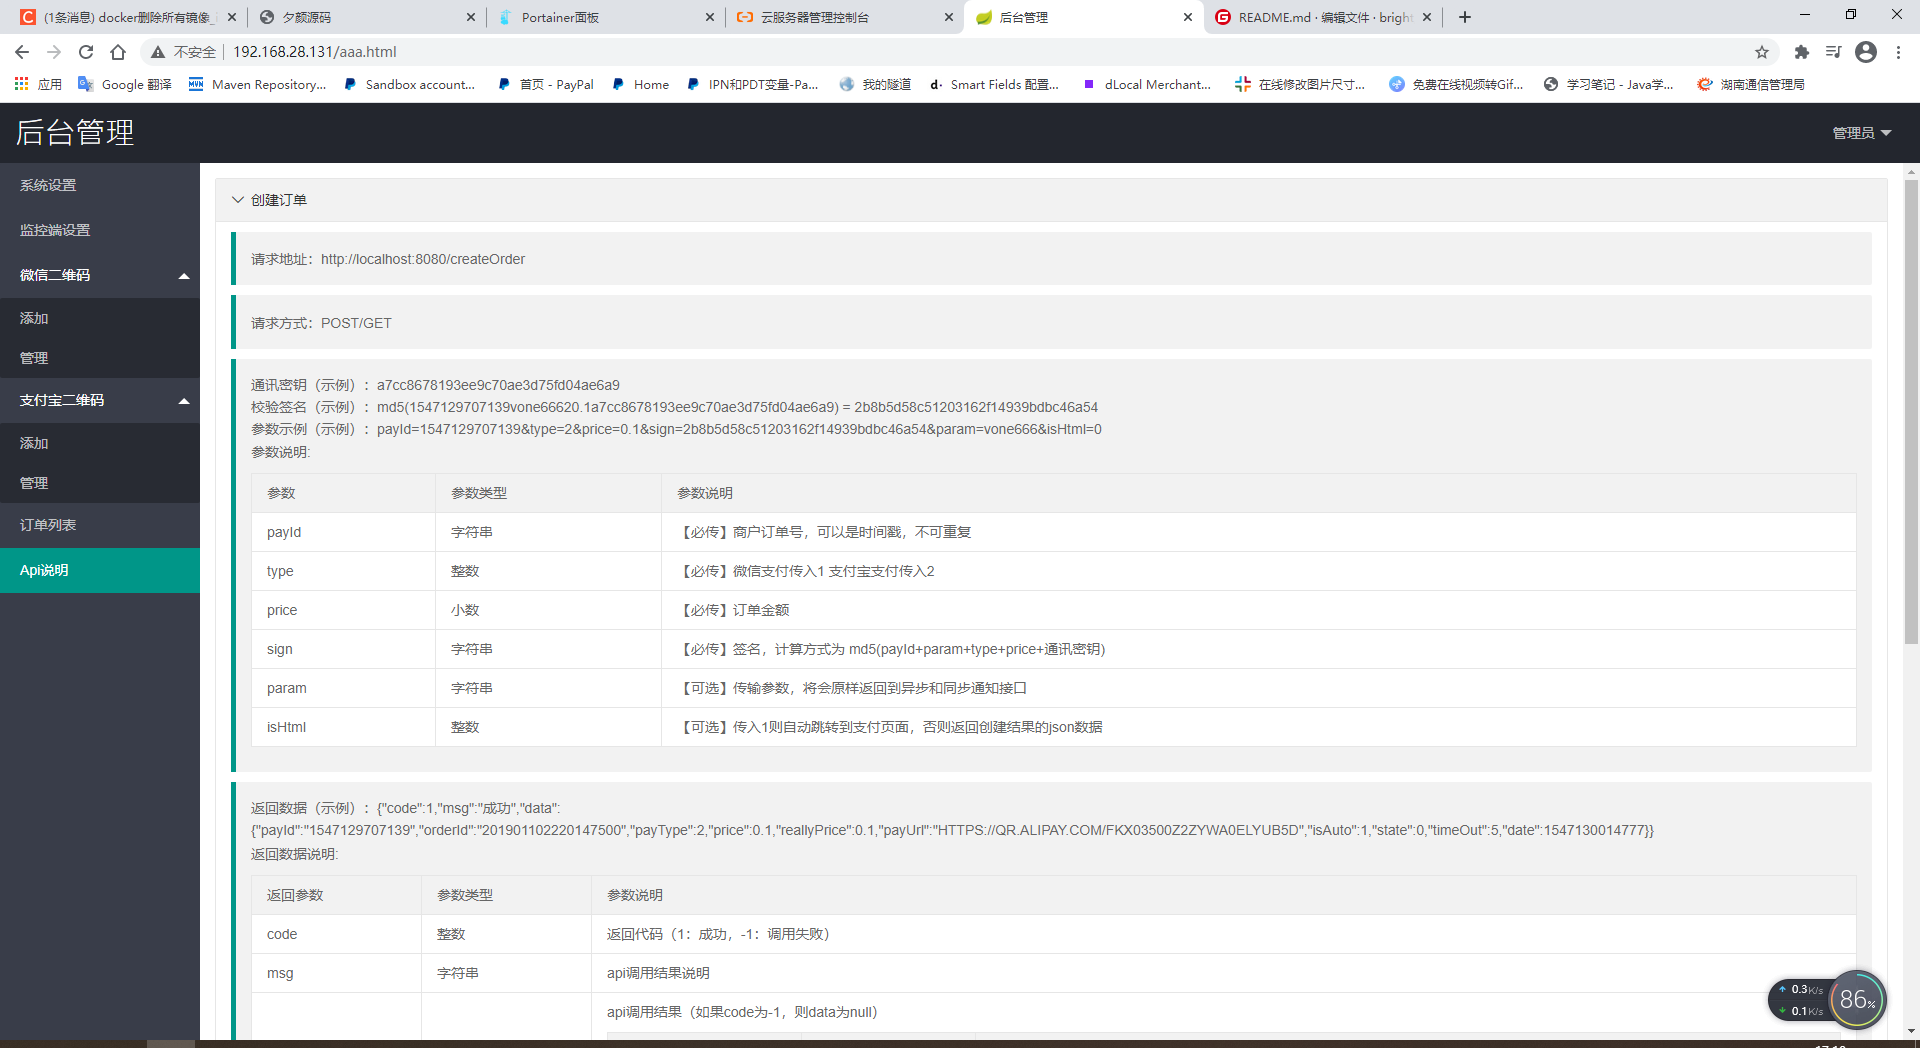 (1条消息) docker删除所有镜像_
夕颜源码
Portainer面板
云服务器管理控制台
后台管理
README.md · 编辑文件 · bright
不安全
192.168.28.131/aaa.html
应用
Google 翻译
Maven Repository...
Sandbox account...
首页 - PayPal
Home
IPN和PDT变量-Pa...
我的隧道
Smart Fields 配置...
dLocal Merchant...
在线修改图片尺寸...
免费在线视频转Gif...
学习笔记 - Java学...
湖南通信管理局
后台管理
管理员
系统设置
监控端设置
微信二维码
添加
管理
支付宝二维码
添加
管理
订单列表
Api说明
创建订单
请求地址：http://localhost:8080/createOrder
请求方式：POST/GET
通讯密钥（示例）：a7cc8678193ee9c70ae3d75fd04ae6a9
校验签名（示例）：md5(1547129707139vone66620.1a7cc8678193ee9c70ae3d75fd04ae6a9) = 2b8b5d58c51203162f14939bdbc46a54
参数示例（示例）：payId=1547129707139&type=2&price=0.1&sign=2b8b5d58c51203162f14939bdbc46a54&param=vone666&isHtml=0
参数说明:
参数 参数类型 参数说明
payId 字符串 【必传】商户订单号，可以是时间戳，不可重复
type 整数 【必传】微信支付传入1 支付宝支付传入2
price 小数 【必传】订单金额
sign 字符串 【必传】签名，计算方式为 md5(payId+param+type+price+通讯密钥)
param 字符串 【可选】传输参数，将会原样返回到异步和同步通知接口
isHtml 整数 【可选】传入1则自动跳转到支付页面，否则返回创建结果的json数据
返回数据（示例）：{"code":1,"msg":"成功","data":
{"payId":"1547129707139","orderId":"201901102220147500","payType":2,"price":0.1,"reallyPrice":0.1,"payUrl":"HTTPS://QR.ALIPAY.COM/FKX03500Z2ZYWA0ELYUB5D","isAuto":1,"state":0,"timeOut":5,"date":1547130014777}}
返回数据说明:
返回参数 参数类型 参数说明
code 整数 返回代码（1：成功，-1：调用失败）
msg 字符串 api调用结果说明
api调用结果（如果code为-1，则data为null）
0.3K/s
0.1K/s
86%